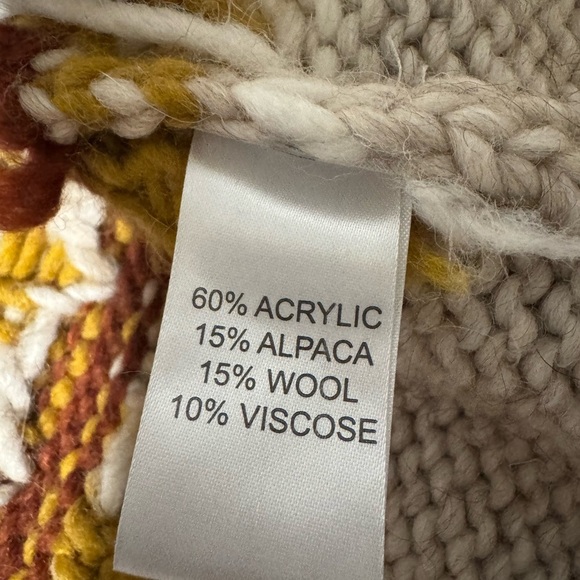 60% ACRYLIC
15% ALPACA
15% WOOL
10% VISCOSE